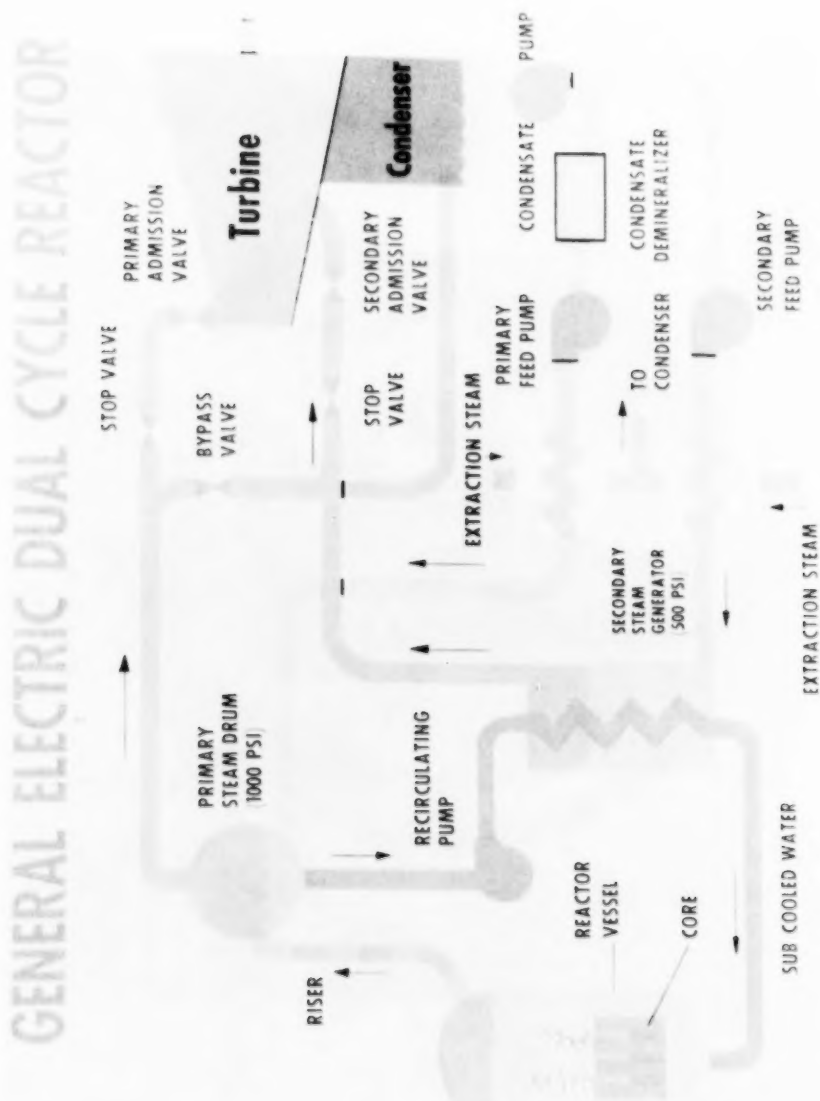 GENERAL ELECTRIC DUAL CYCLE REACTOR
STOP VALVE
PRIMARY
ADMISSION
VALVE
Turbine
BYPASS
VALVE
PRIMARY
STEAM DRUM
(1000 PSI)
RISER
Condenser
SECONDARY
ADMISSION
VALVE
STOP
VALVE
RECIRCULATING
PUMP
EXTRACTION STEAM
PRIMARY
FEED PUMP
CONDENSATE PUMP
REACTOR
VESSEL
CORE
SECONDARY
STEAM
GENERATOR
(500 PSI)
TO
CONDENSER
CONDENSATE
DEMINERALIZER
SECONDARY
FEED PUMP
SUB COOLED WATER
EXTRACTION STEAM